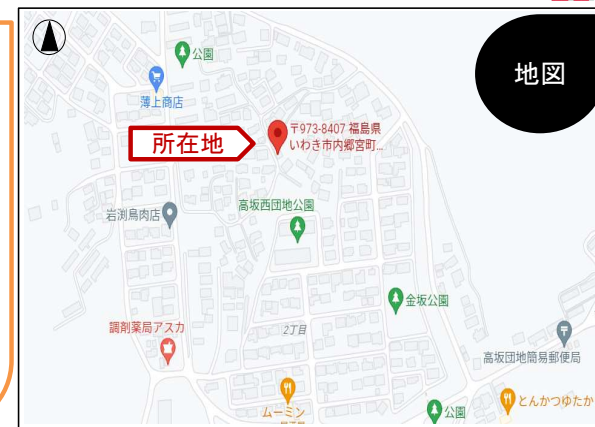 地図
公園
薄上商店
〒973-8407 福島県
いわき市内郷宮町...
所在地
高坂西団地公園
岩渕鳥肉店
金坂公園
調剤薬局アスカ
2丁目
高坂団地簡易郵便局
ムーミン
とんかつゆたか
公園